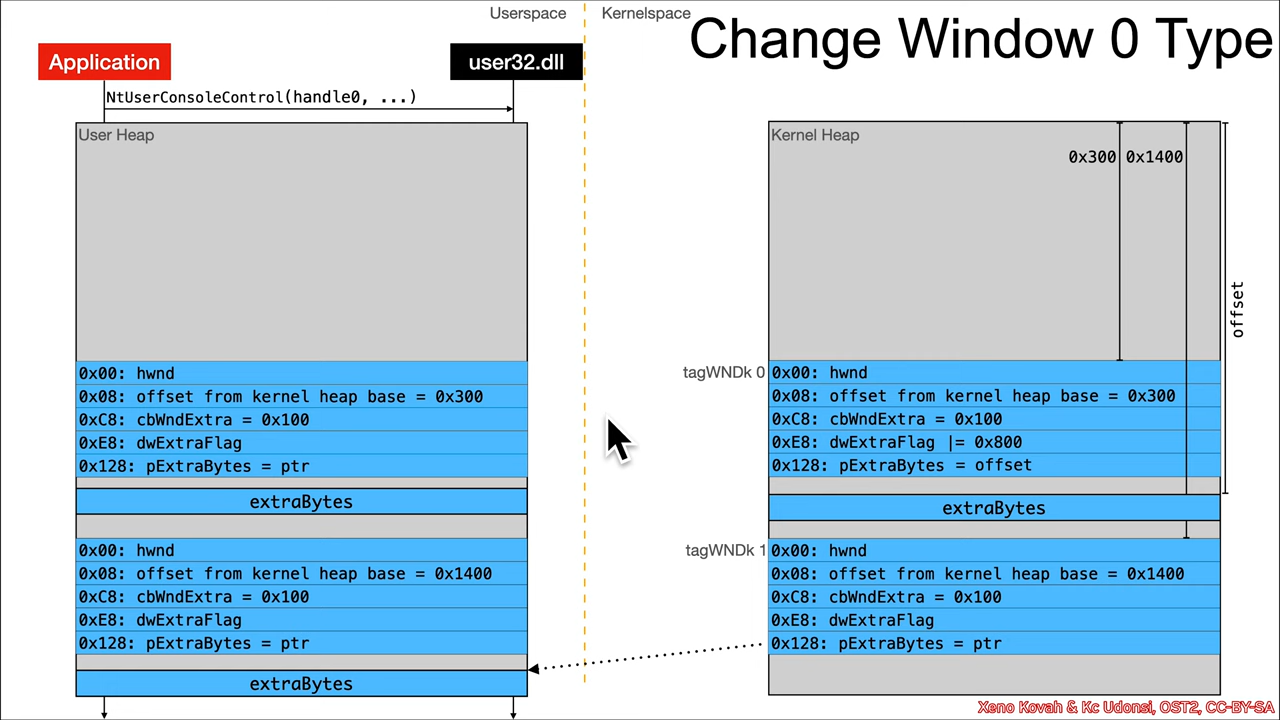 Userspace
Kernelspace
Change Window 0 Type
Application
user32.dll
NtUserConsoleControl(handle0, ...)
User Heap
0x00: hwnd
0x08: offset from kernel heap base = 0x300
0xC8: cbWndExtra = 0x100
0xE8: dwExtraFlag
0x128: pExtraBytes = ptr
extraBytes
0x00: hwnd
0x08: offset from kernel heap base = 0x1400
0xC8: cbWndExtra = 0x100
0xE8: dwExtraFlag
0x128: pExtraBytes = ptr
extraBytes
Kernel Heap
0x300
0x1400
offset
tagWNDk 0
0x00: hwnd
0x08: offset from kernel heap base = 0x300
0xC8: cbWndExtra = 0x100
0xE8: dwExtraFlag |= 0x800
0x128: pExtraBytes = offset
extraBytes
tagWNDk 1
0x00: hwnd
0x08: offset from kernel heap base = 0x1400
0xC8: cbWndExtra = 0x100
0xE8: dwExtraFlag
0x128: pExtraBytes = ptr
Xeno Kovah & Kc Udonsi, OST2, CC-BY-SA